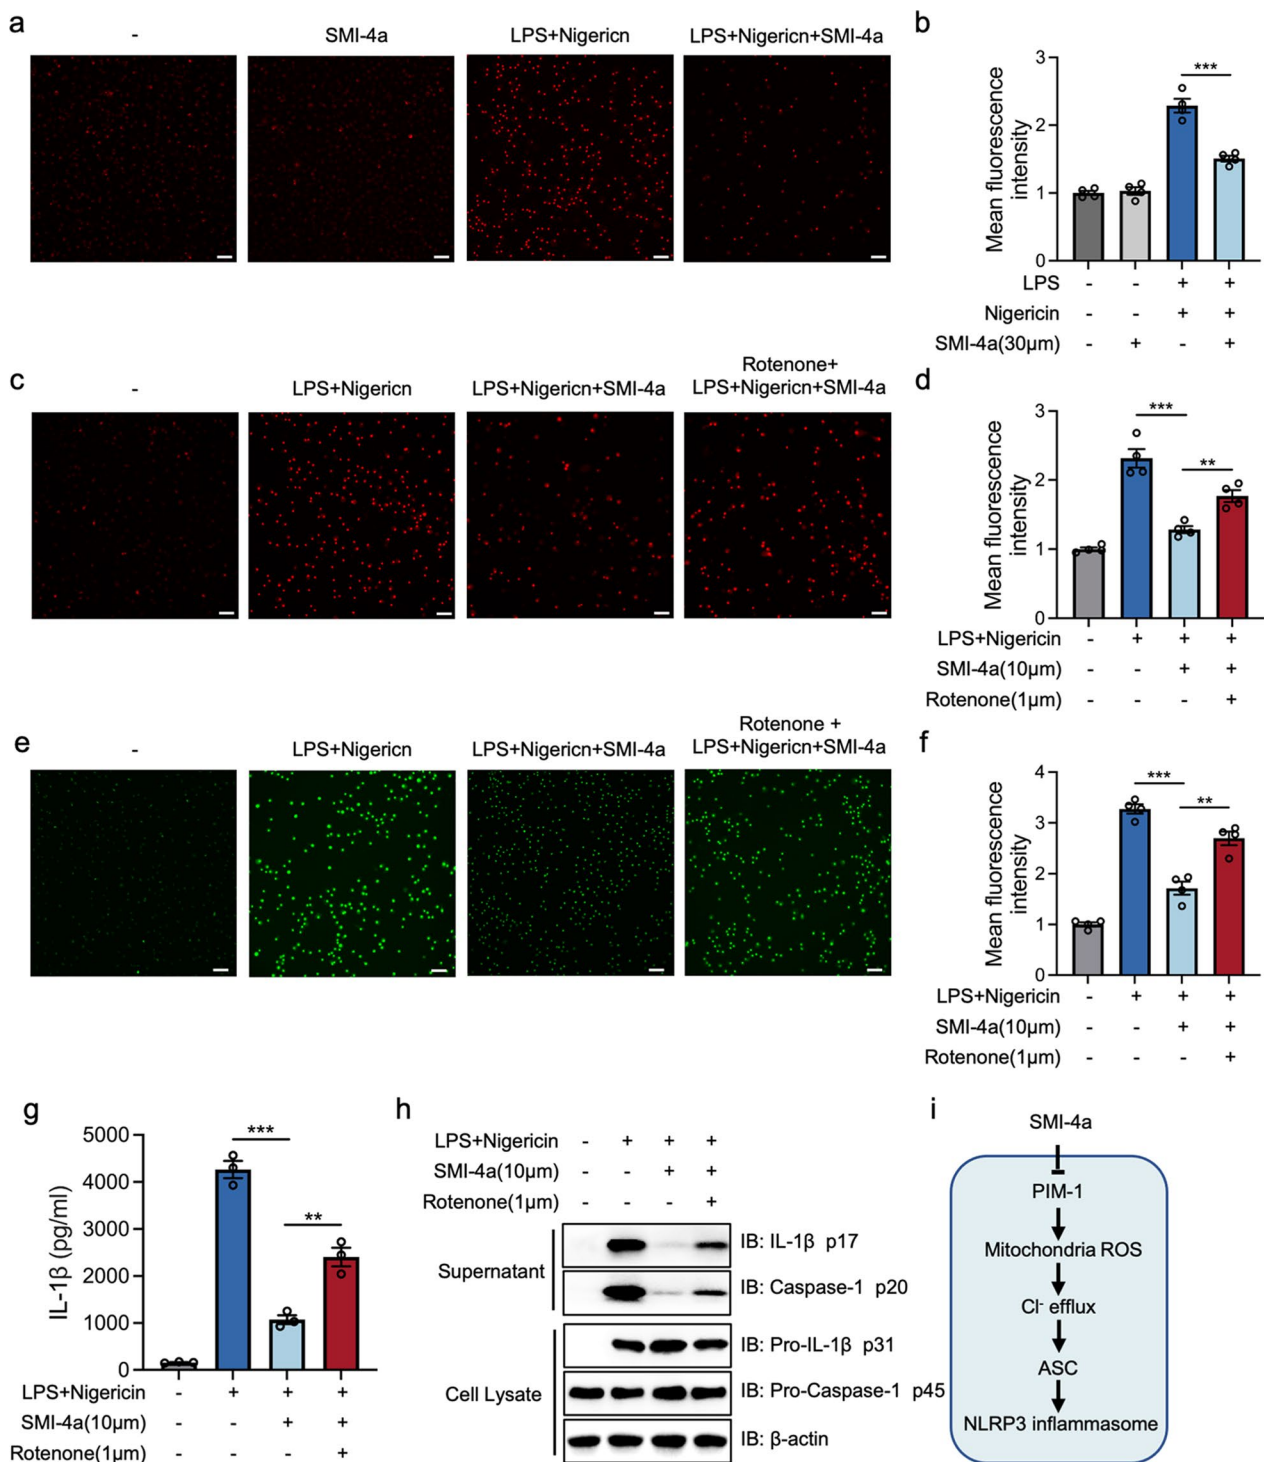 a
-
SMI-4a
LPS+Nigericn
LPS+Nigericn+SMI-4a
b
Mean fluorescence
intensity
3
2
1
0
***
LPS - - + +
Nigericin - - + +
SMI-4a(30μm) - + - +
c
-
LPS+Nigericn
LPS+Nigericn+SMI-4a
Rotenone+
LPS+Nigericn+SMI-4a
d
Mean fluorescence
intensity
3
2
1
0
***
**
LPS+Nigericin - + + +
SMI-4a(10μm) - - + +
Rotenone(1μm) - - - +
e
-
LPS+Nigericn
LPS+Nigericn+SMI-4a
Rotenone +
LPS+Nigericn+SMI-4a
f
Mean fluorescence
intensity
4
3
2
1
0
***
**
LPS+Nigericin - + + +
SMI-4a(10μm) - - + +
Rotenone(1μm) - - - +
g
IL-1β (pg/ml)
5000
4000
3000
2000
1000
0
***
**
LPS+Nigericin - + + +
SMI-4a(10μm) - - + +
Rotenone(1μm) - - - +
h
LPS+Nigericin - + + +
SMI-4a(10μm) - - + +
Rotenone(1μm) - - - +
Supernatant
IB: IL-1β p17
IB: Caspase-1 p20
Cell Lysate
IB: Pro-IL-1β p31
IB: Pro-Caspase-1 p45
IB: β-actin
i
SMI-4a
PIM-1
Mitochondria ROS
Cl⁻ efflux
ASC
NLRP3 inflammasome